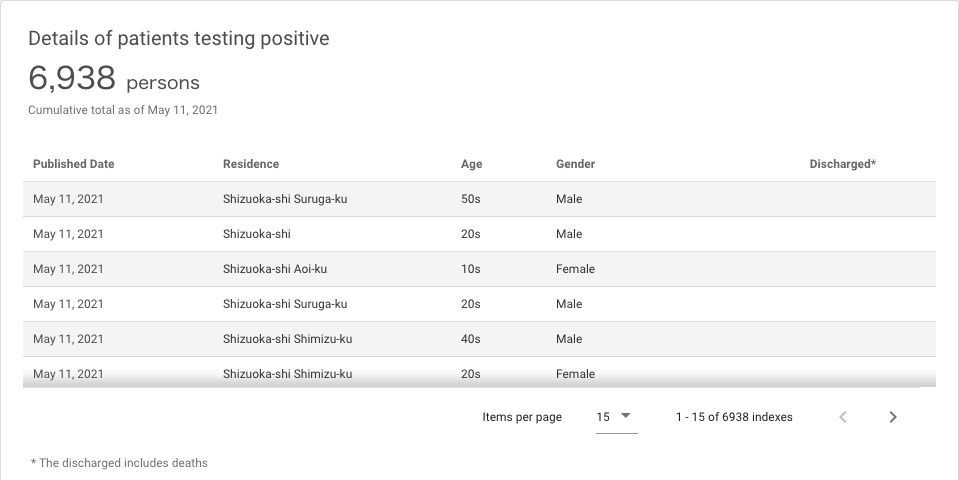 Details of patients testing positive
6,938 persons
Cumulative total as of May 11, 2021
Published Date Residence Age Gender Discharged*
May 11, 2021 Shizuoka-shi Suruga-ku 50s Male
May 11, 2021 Shizuoka-shi 20s Male
May 11, 2021 Shizuoka-shi Aoi-ku 10s Female
May 11, 2021 Shizuoka-shi Suruga-ku 20s Male
May 11, 2021 Shizuoka-shi Shimizu-ku 40s Male
May 11, 2021 Shizuoka-shi Shimizu-ku 20s Female
Items per page 15 1 - 15 of 6938 indexes
* The discharged includes deaths